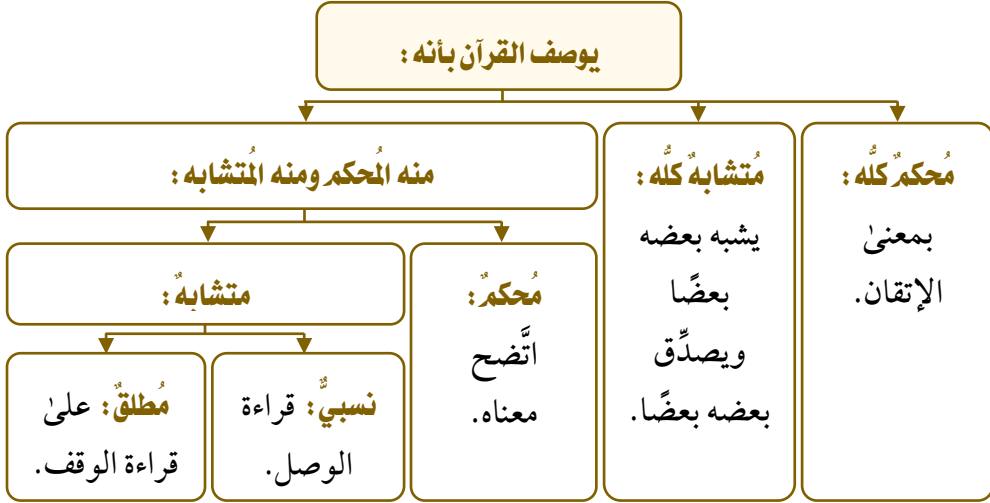 يوصف القرآن بأنه :
مُحكمٌ كلُّه :
بمعنىٰ
الإتقان.
مُتشابهٌ كلُّه :
يشبه بعضه
بعضًا
ويصدِّق
بعضه بعضًا.
منه المُحكم ومنه المُتشابه :
مُحكمٌ :
اتَّضح
معناه.
متشابهٌ :
نسبيٌّ : قراءة
الوصل.
مُطلقٌ : علىٰ
قراءة الوقف.